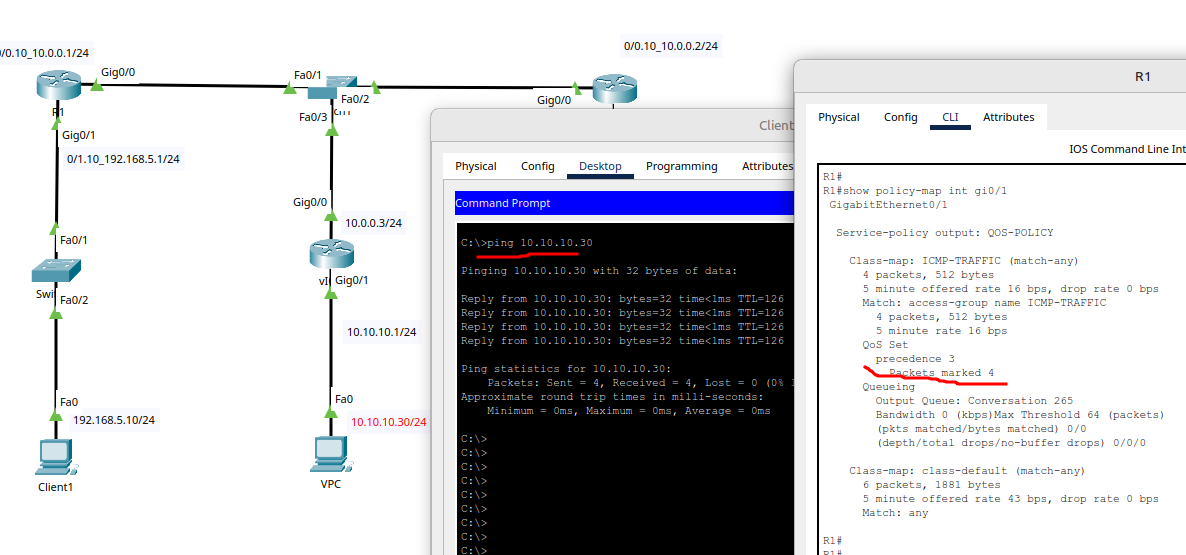 0/0.10_10.0.0.1/24
Gig0/0
Fa0/1
Fa0/2
Fa0/3
0/0.10_10.0.0.2/24
Gig0/0
R1
Gig0/1
0/1.10_192.168.5.1/24
Gig0/0
10.0.0.3/24
Fa0/1
Swi
Fa0/2
Gig0/1
10.10.10.1/24
Fa0
192.168.5.10/24
Client1
Fa0
10.10.10.30/24
VPC
Client
Physical Config Desktop Programming Attributes
Command Prompt
C:\>ping 10.10.10.30
Pinging 10.10.10.30 with 32 bytes of data:
Reply from 10.10.10.30: bytes=32 time<1ms TTL=126
Reply from 10.10.10.30: bytes=32 time<1ms TTL=126
Reply from 10.10.10.30: bytes=32 time<1ms TTL=126
Reply from 10.10.10.30: bytes=32 time<1ms TTL=126
Ping statistics for 10.10.10.30:
Packets: Sent = 4, Received = 4, Lost = 0 (0%
Approximate round trip times in milli-seconds:
Minimum = 0ms, Maximum = 0ms, Average = 0ms
C:\>
C:\>
C:\>
C:\>
C:\>
C:\>
C:\>
C:\>
C:\>
R1
Physical Config CLI Attributes
IOS Command Line Int
R1#
R1#show policy-map int gi0/1
GigabitEthernet0/1
Service-policy output: QOS-POLICY
Class-map: ICMP-TRAFFIC (match-any)
4 packets, 512 bytes
5 minute offered rate 16 bps, drop rate 0 bps
Match: access-group name ICMP-TRAFFIC
4 packets, 512 bytes
5 minute rate 16 bps
QoS Set
precedence 3
Packets marked 4
Queueing
Output Queue: Conversation 265
Bandwidth 0 (kbps)Max Threshold 64 (packets)
(pkts matched/bytes matched) 0/0
(depth/total drops/no-buffer drops) 0/0/0
Class-map: class-default (match-any)
6 packets, 1881 bytes
5 minute offered rate 43 bps, drop rate 0 bps
Match: any
R1#
R1#